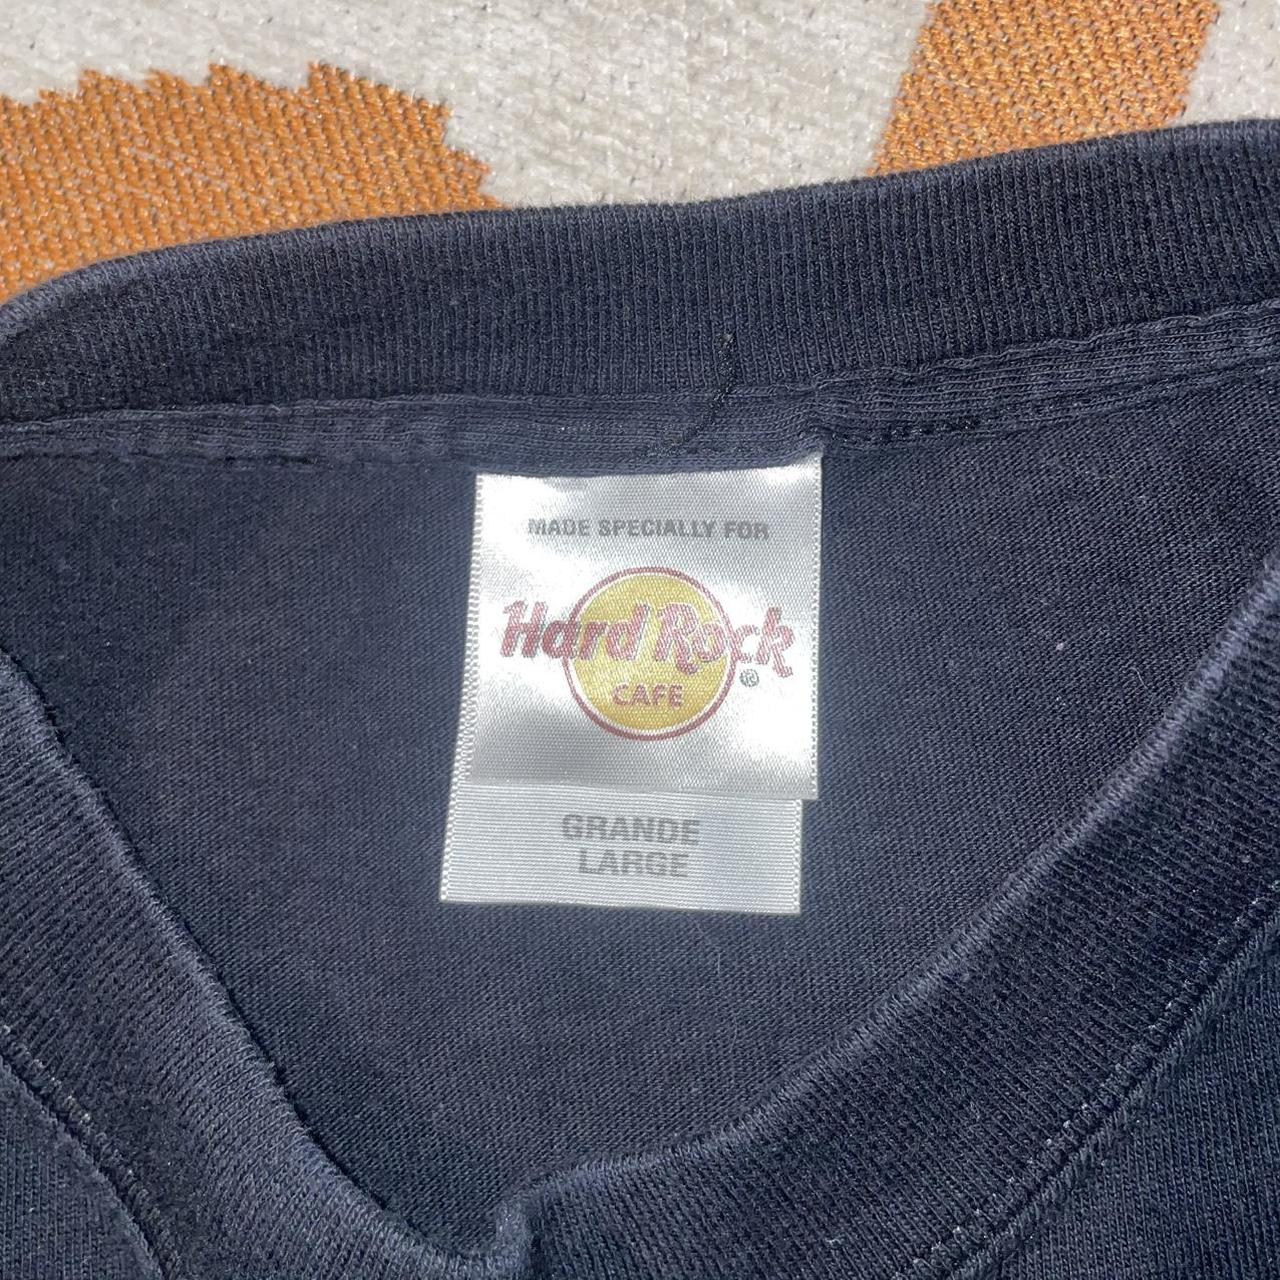 MADE SPECIALLY FOR
Hard Rock
CAFE ®
GRANDE
LARGE